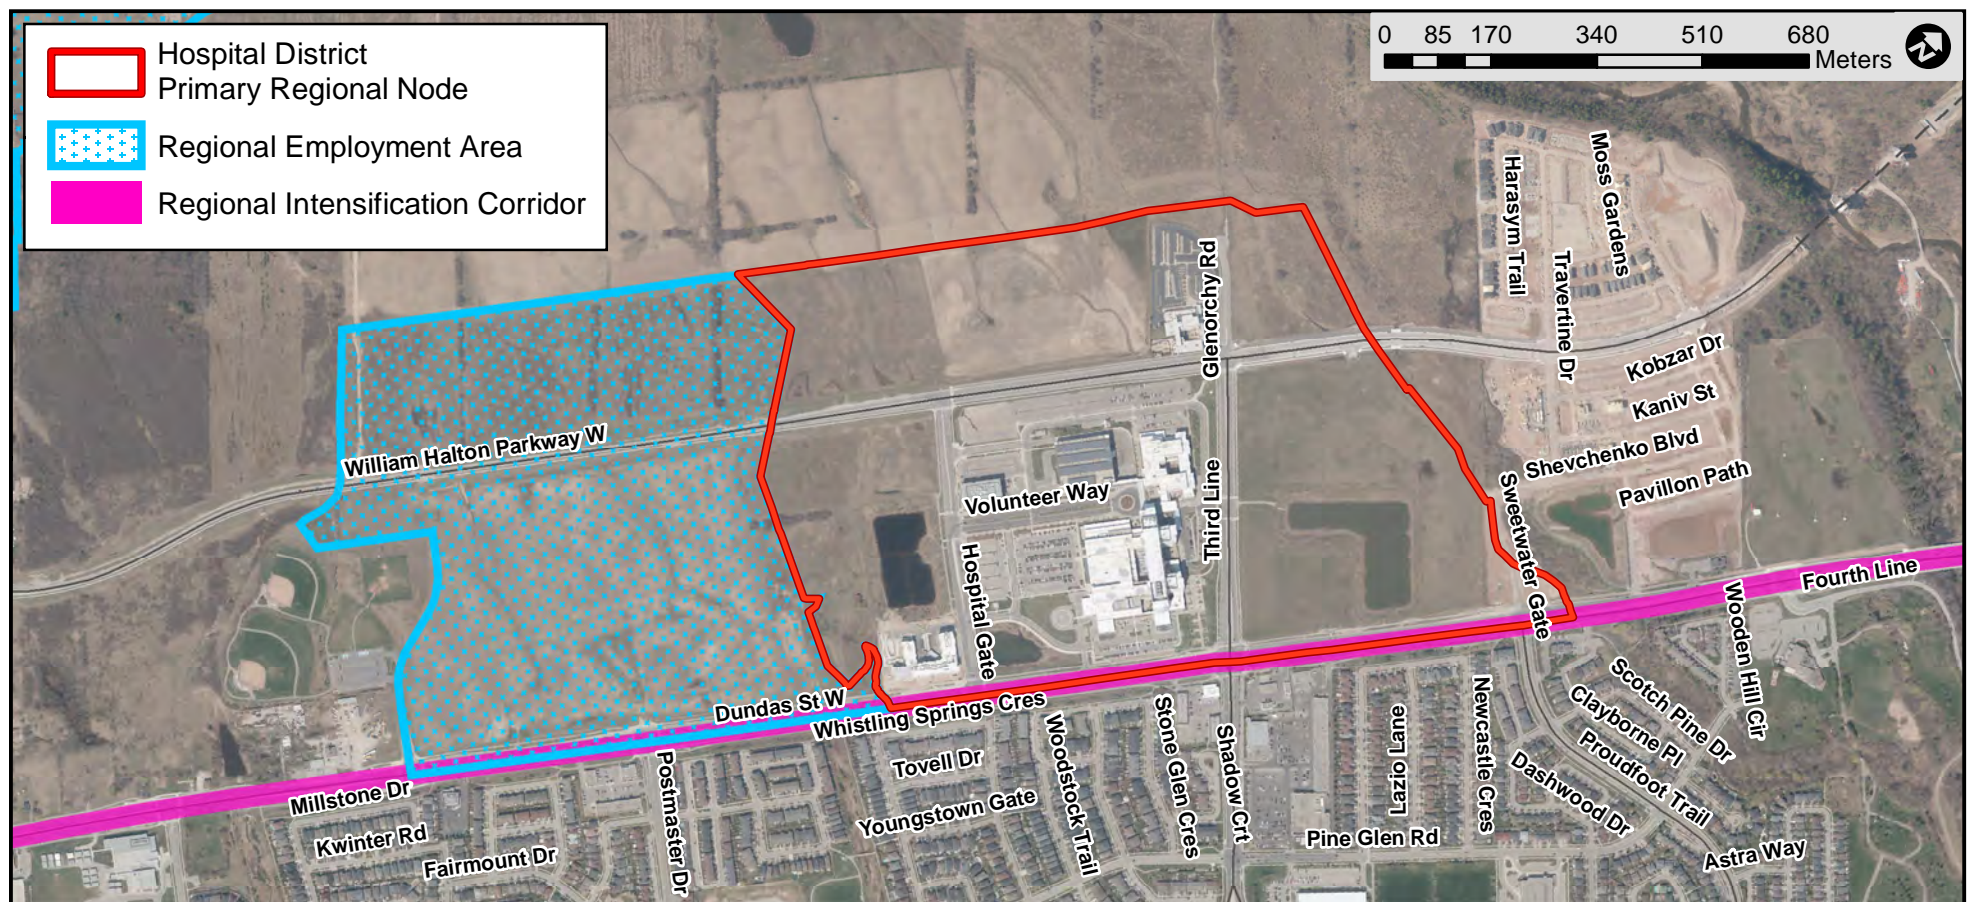 Hospital District
Primary Regional Node
Regional Employment Area
Regional Intensification Corridor
0 85 170 340 510 680
Meters
N
Harasym Trail
Moss Gardens
Travertine Dr
Glenorchy Rd
Kobzar Dr
Kaniv St
Shevchenko Blvd
Pavillon Path
William Halton Parkway W
Volunteer Way
Third Line
Hospital Gate
Sweetwater Gate
Fourth Line
Wooden Hill Cir
Dundas St W
Whistling Springs Cres
Millstone Dr
Kwinter Rd
Fairmount Dr
Postmaster Dr
Tovell Dr
Youngstown Gate
Woodstock Trail
Stone Glen Cres
Shadow Crt
Lazio Lane
Newcastle Cres
Pine Glen Rd
Scotch Pine Dr
Clayborne Pl
Proudfoot Trail
Dashwood Dr
Astra Way